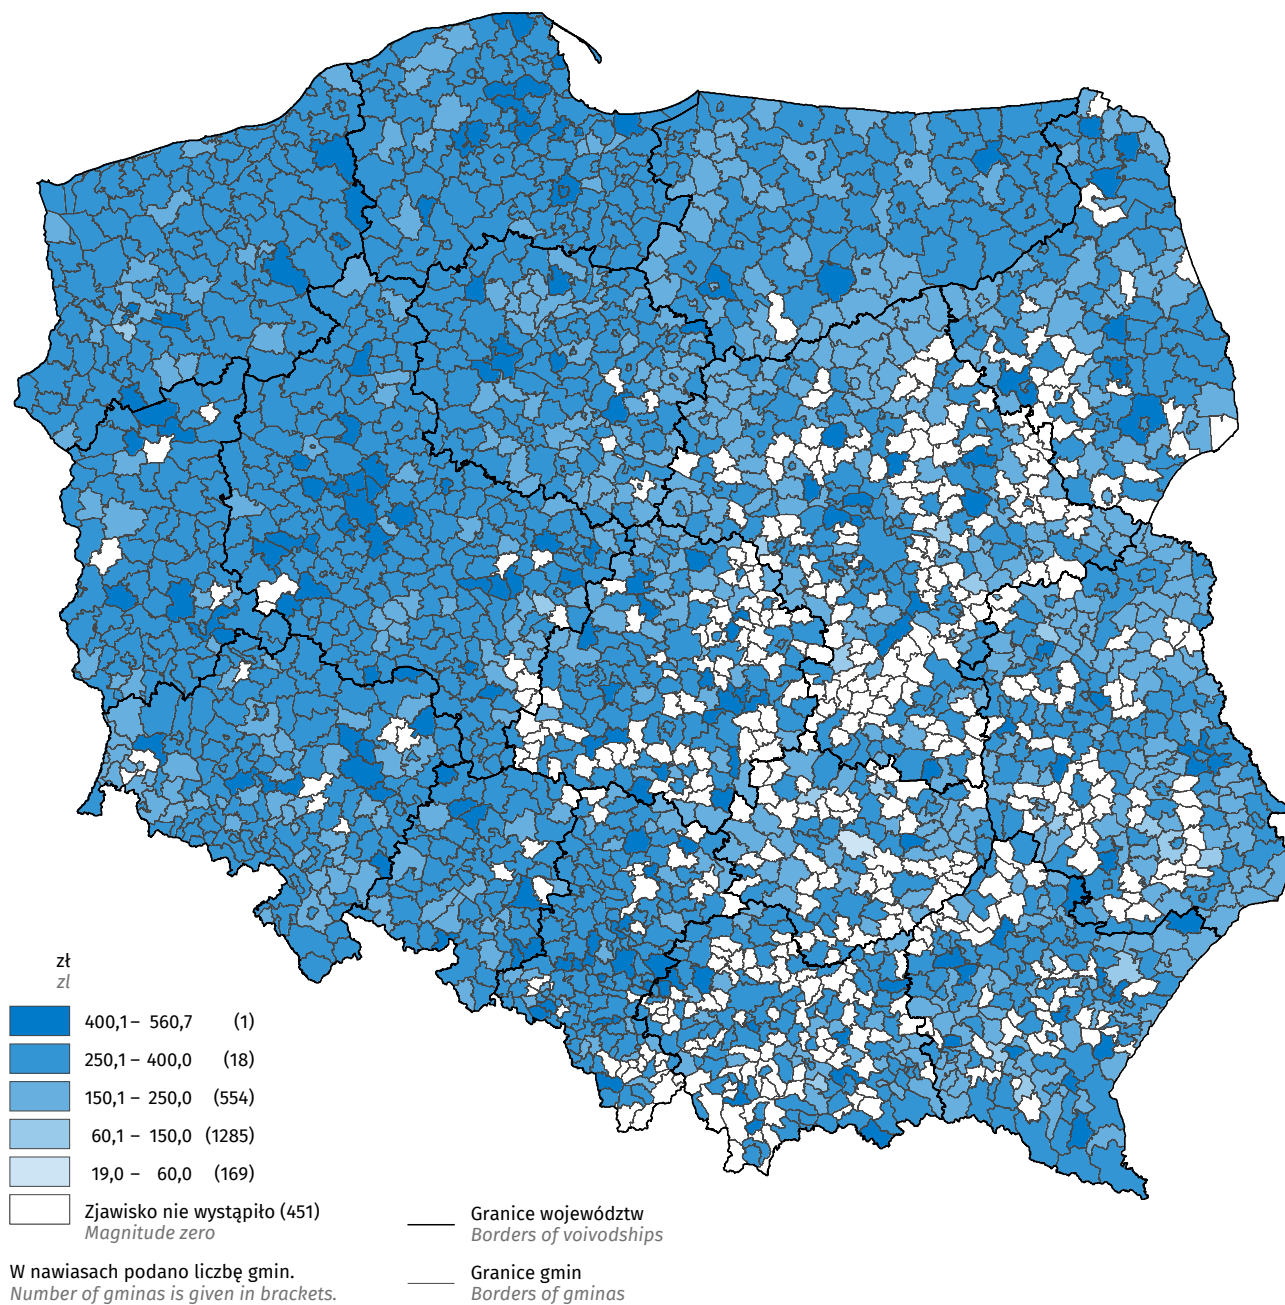 zł
zl
400,1 – 560,7 (1)
250,1 – 400,0 (18)
150,1 – 250,0 (554)
60,1 – 150,0 (1285)
19,0 – 60,0 (169)
Zjawisko nie wystąpiło (451)
Magnitude zero
W nawiasach podano liczbę gmin.
Number of gminas is given in brackets.
Granice województw
Borders of voivodships
Granice gmin
Borders of gminas